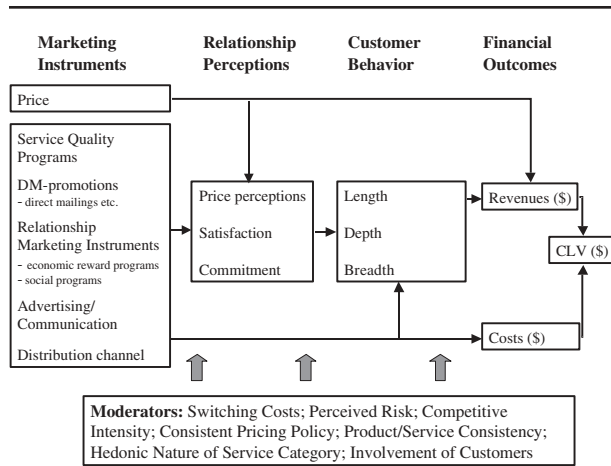 Marketing Instruments
Relationship Perceptions
Customer Behavior
Financial Outcomes
Price
Service Quality
Programs
DM-promotions
- direct mailings etc.
Relationship
Marketing Instruments
- economic reward programs
- social programs
Advertising/
Communication
Distribution channel
Price perceptions
Satisfaction
Commitment
Length
Depth
Breadth
Revenues ($)
CLV ($)
Costs ($)
Moderators: Switching Costs; Perceived Risk; Competitive
Intensity; Consistent Pricing Policy; Product/Service Consistency;
Hedonic Nature of Service Category; Involvement of Customers